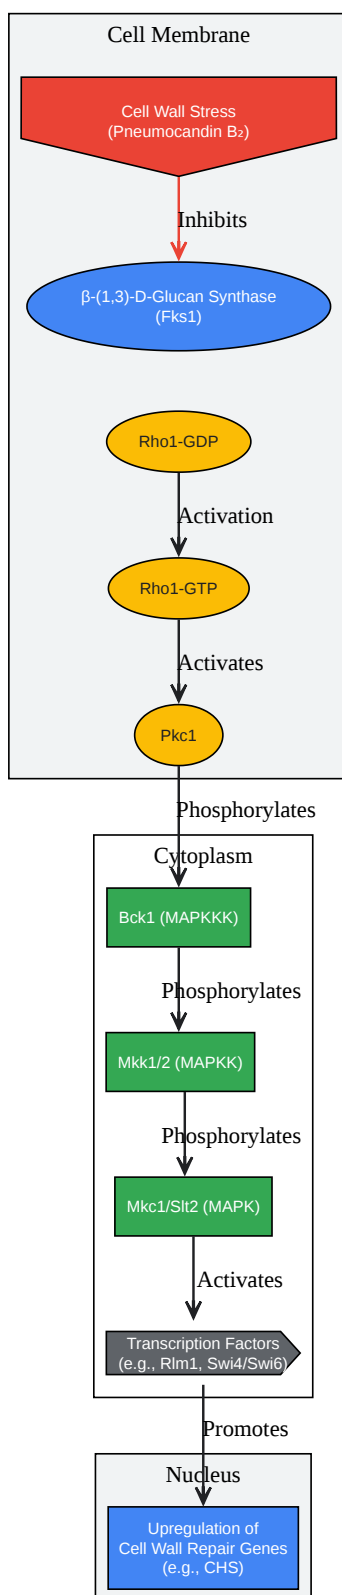 Cell Membrane
Cell Wall Stress
(Pneumocandin B₂)
Inhibits
β-(1,3)-D-Glucan Synthase
(Fks1)
Rho1-GDP
Activation
Rho1-GTP
Activates
Pkc1
Phosphorylates
Cytoplasm
Bck1 (MAPKKK)
Phosphorylates
Mkk1/2 (MAPKK)
Phosphorylates
Mkc1/Slt2 (MAPK)
Activates
Transcription Factors
(e.g., Rlm1, Swi4/Swi6)
Promotes
Nucleus
Upregulation of
Cell Wall Repair Genes
(e.g., CHS)